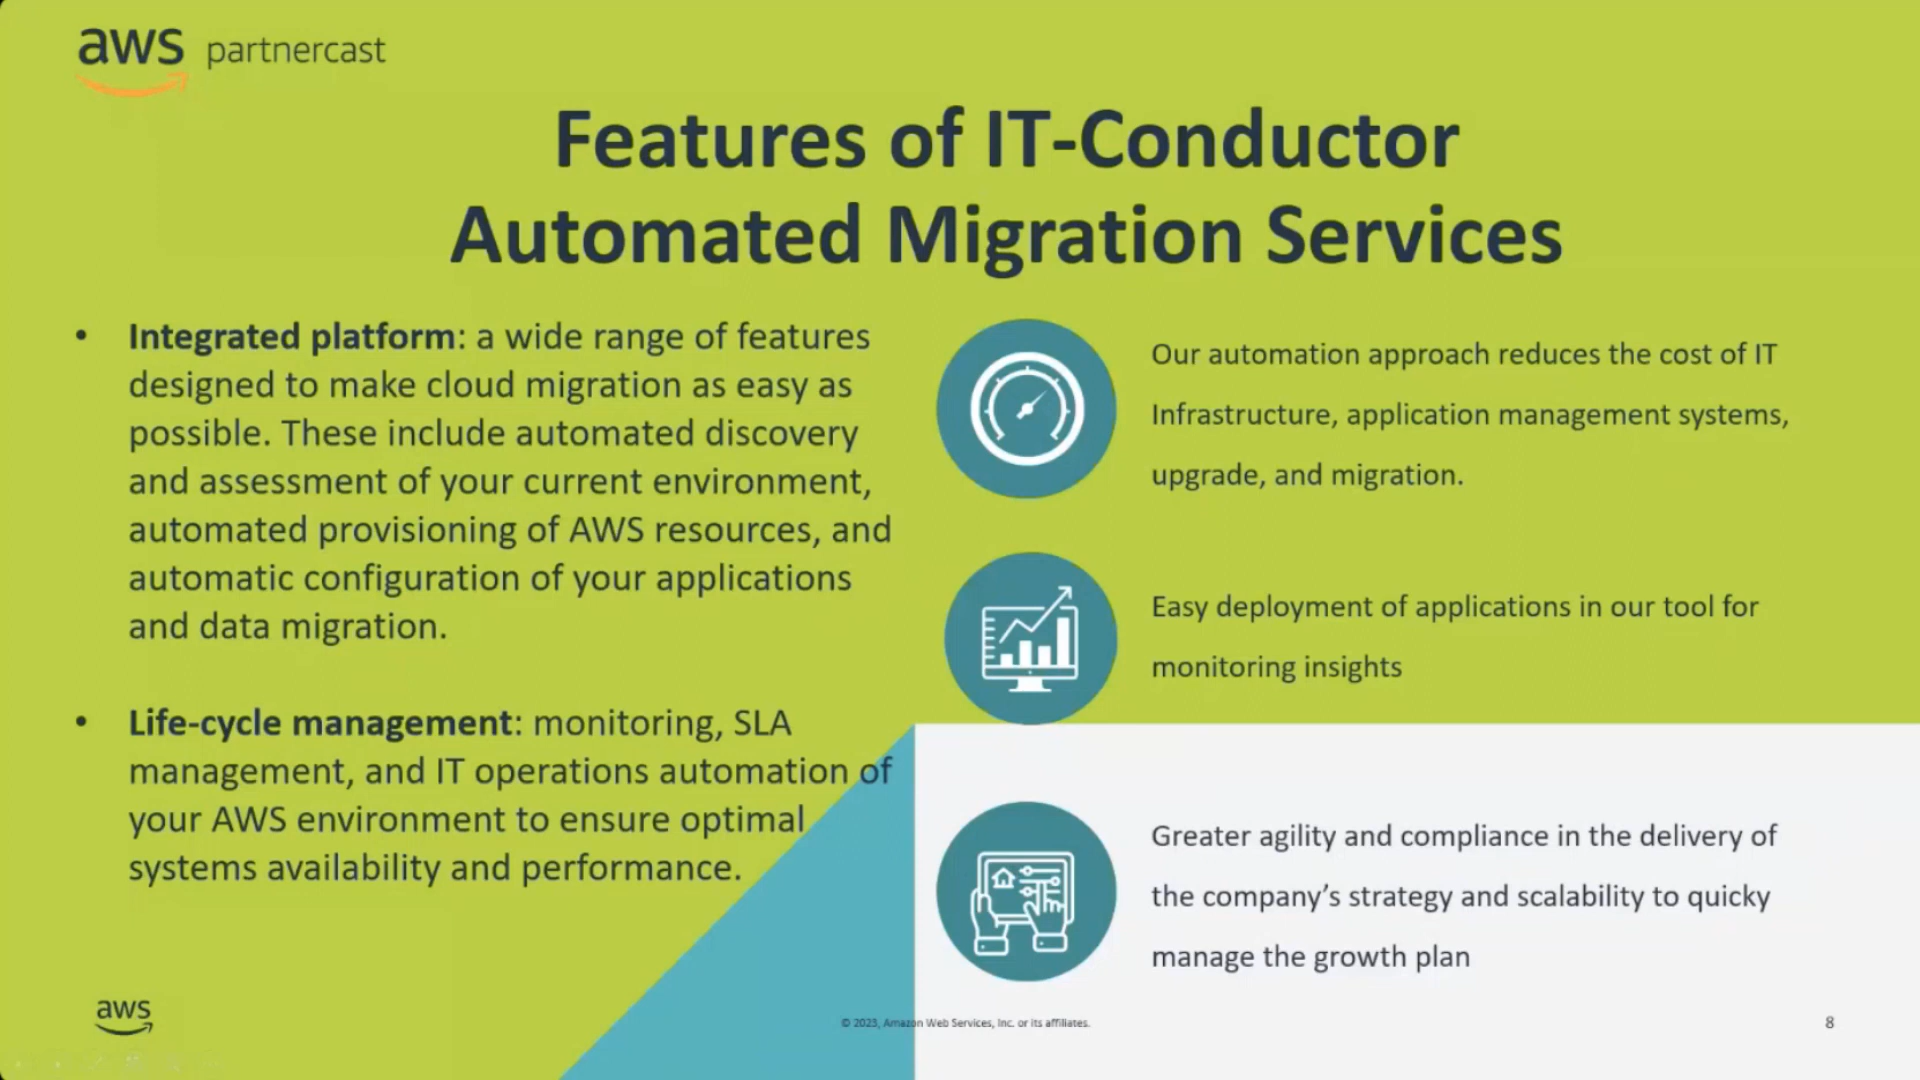 aws partnercast
Features of IT-Conductor
Automated Migration Services
• Integrated platform: a wide range of features
designed to make cloud migration as easy as
possible. These include automated discovery
and assessment of your current environment,
automated provisioning of AWS resources, and
automatic configuration of your applications
and data migration.
• Life-cycle management: monitoring, SLA
management, and IT operations automation of
your AWS environment to ensure optimal
systems availability and performance.
Our automation approach reduces the cost of IT
Infrastructure, application management systems,
upgrade, and migration.
Easy deployment of applications in our tool for
monitoring insights
Greater agility and compliance in the delivery of
the company’s strategy and scalability to quicky
manage the growth plan
aws
© 2023, Amazon Web Services, Inc. or its affiliates.
8